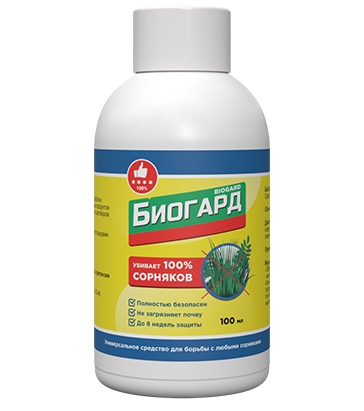 100%
BIOGARD
БИОГАРД
УБИВАЕТ 100%
СОРНЯКОВ
Полностью безопасен
Не загрязняет почву
До 8 недель защиты
100 мл
Универсальное средство для борьбы с любыми сорняками